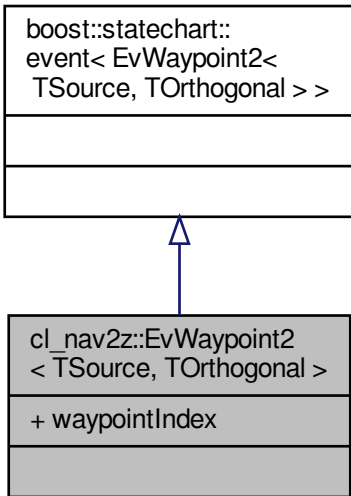 boost::statechart::
event< EvWaypoint2<
TSource, TOrthogonal > >
cl_nav2z::EvWaypoint2
< TSource, TOrthogonal >
+ waypointIndex